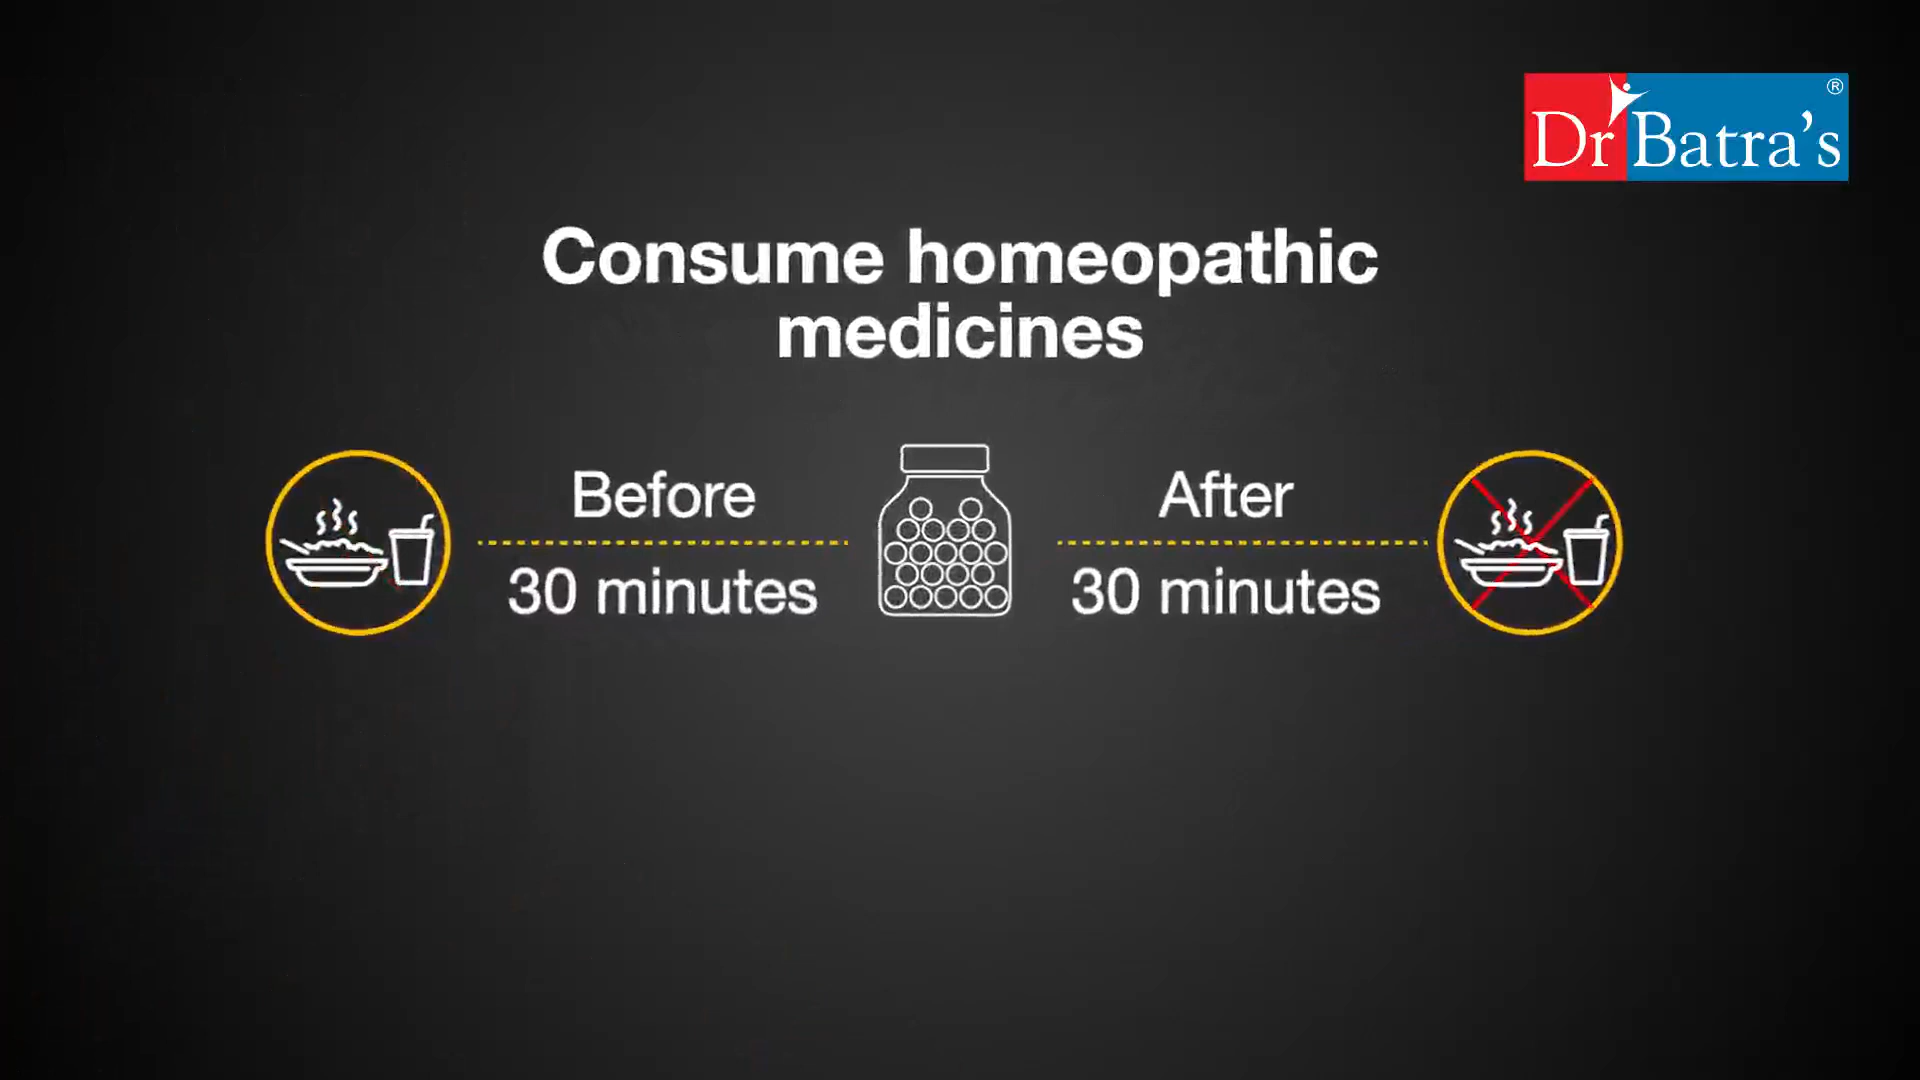 Dr Batra's®
Consume homeopathic
medicines
Before
30 minutes
After
30 minutes